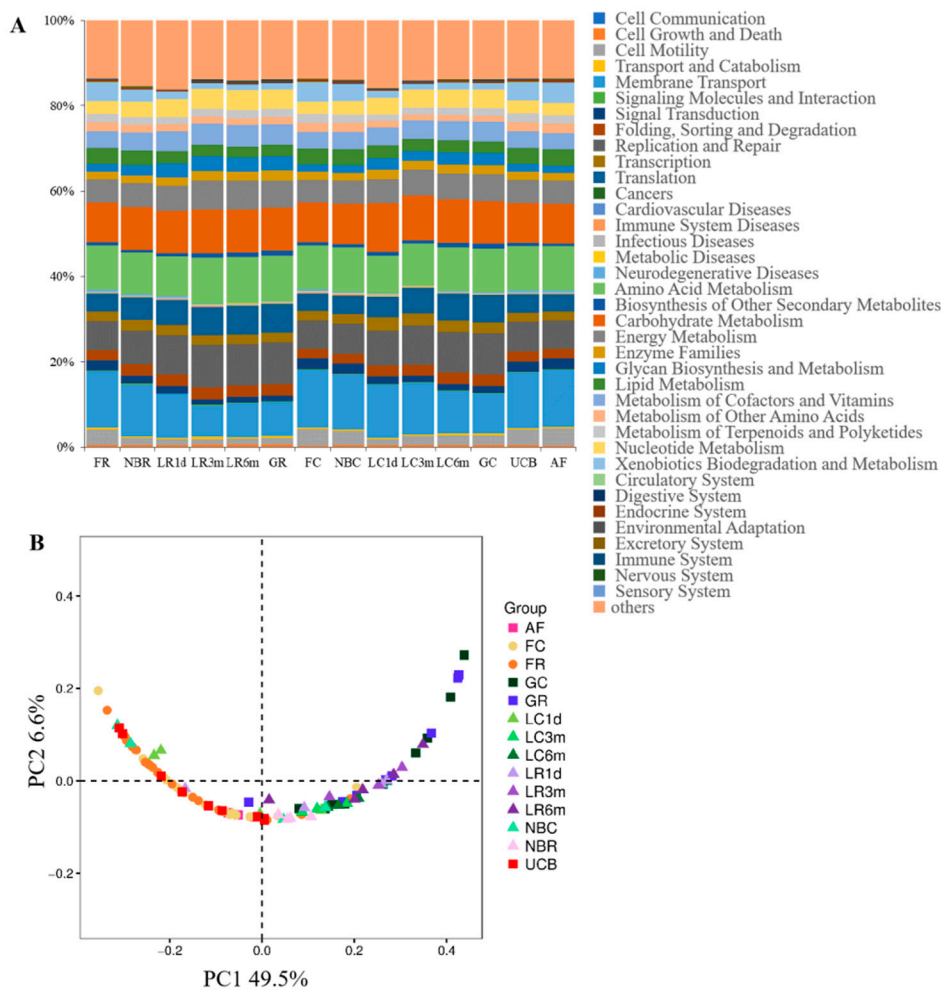 A
100%
80%
60%
40%
20%
0%
FR NBR LR1d LR3m LR6m GR FC NBC LC1d LC3m LC6m GC UCB AF
Cell Communication
Cell Growth and Death
Cell Motility
Transport and Catabolism
Membrane Transport
Signaling Molecules and Interaction
Signal Transduction
Folding, Sorting and Degradation
Replication and Repair
Transcription
Translation
Cancers
Cardiovascular Diseases
Immune System Diseases
Infectious Diseases
Metabolic Diseases
Neurodegenerative Diseases
Amino Acid Metabolism
Biosynthesis of Other Secondary Metabolites
Carbohydrate Metabolism
Energy Metabolism
Enzyme Families
Glycan Biosynthesis and Metabolism
Lipid Metabolism
Metabolism of Cofactors and Vitamins
Metabolism of Other Amino Acids
Metabolism of Terpenoids and Polyketides
Nucleotide Metabolism
Xenobiotics Biodegradation and Metabolism
Circulatory System
Digestive System
Endocrine System
Environmental Adaptation
Excretory System
Immune System
Nervous System
Sensory System
others
B
PC2 6.6%
0.4
0.2
0.0
−0.2
−0.2 0.0 0.2 0.4
PC1 49.5%
Group
AF
FC
FR
GC
GR
LC1d
LC3m
LC6m
LR1d
LR3m
LR6m
NBC
NBR
UCB